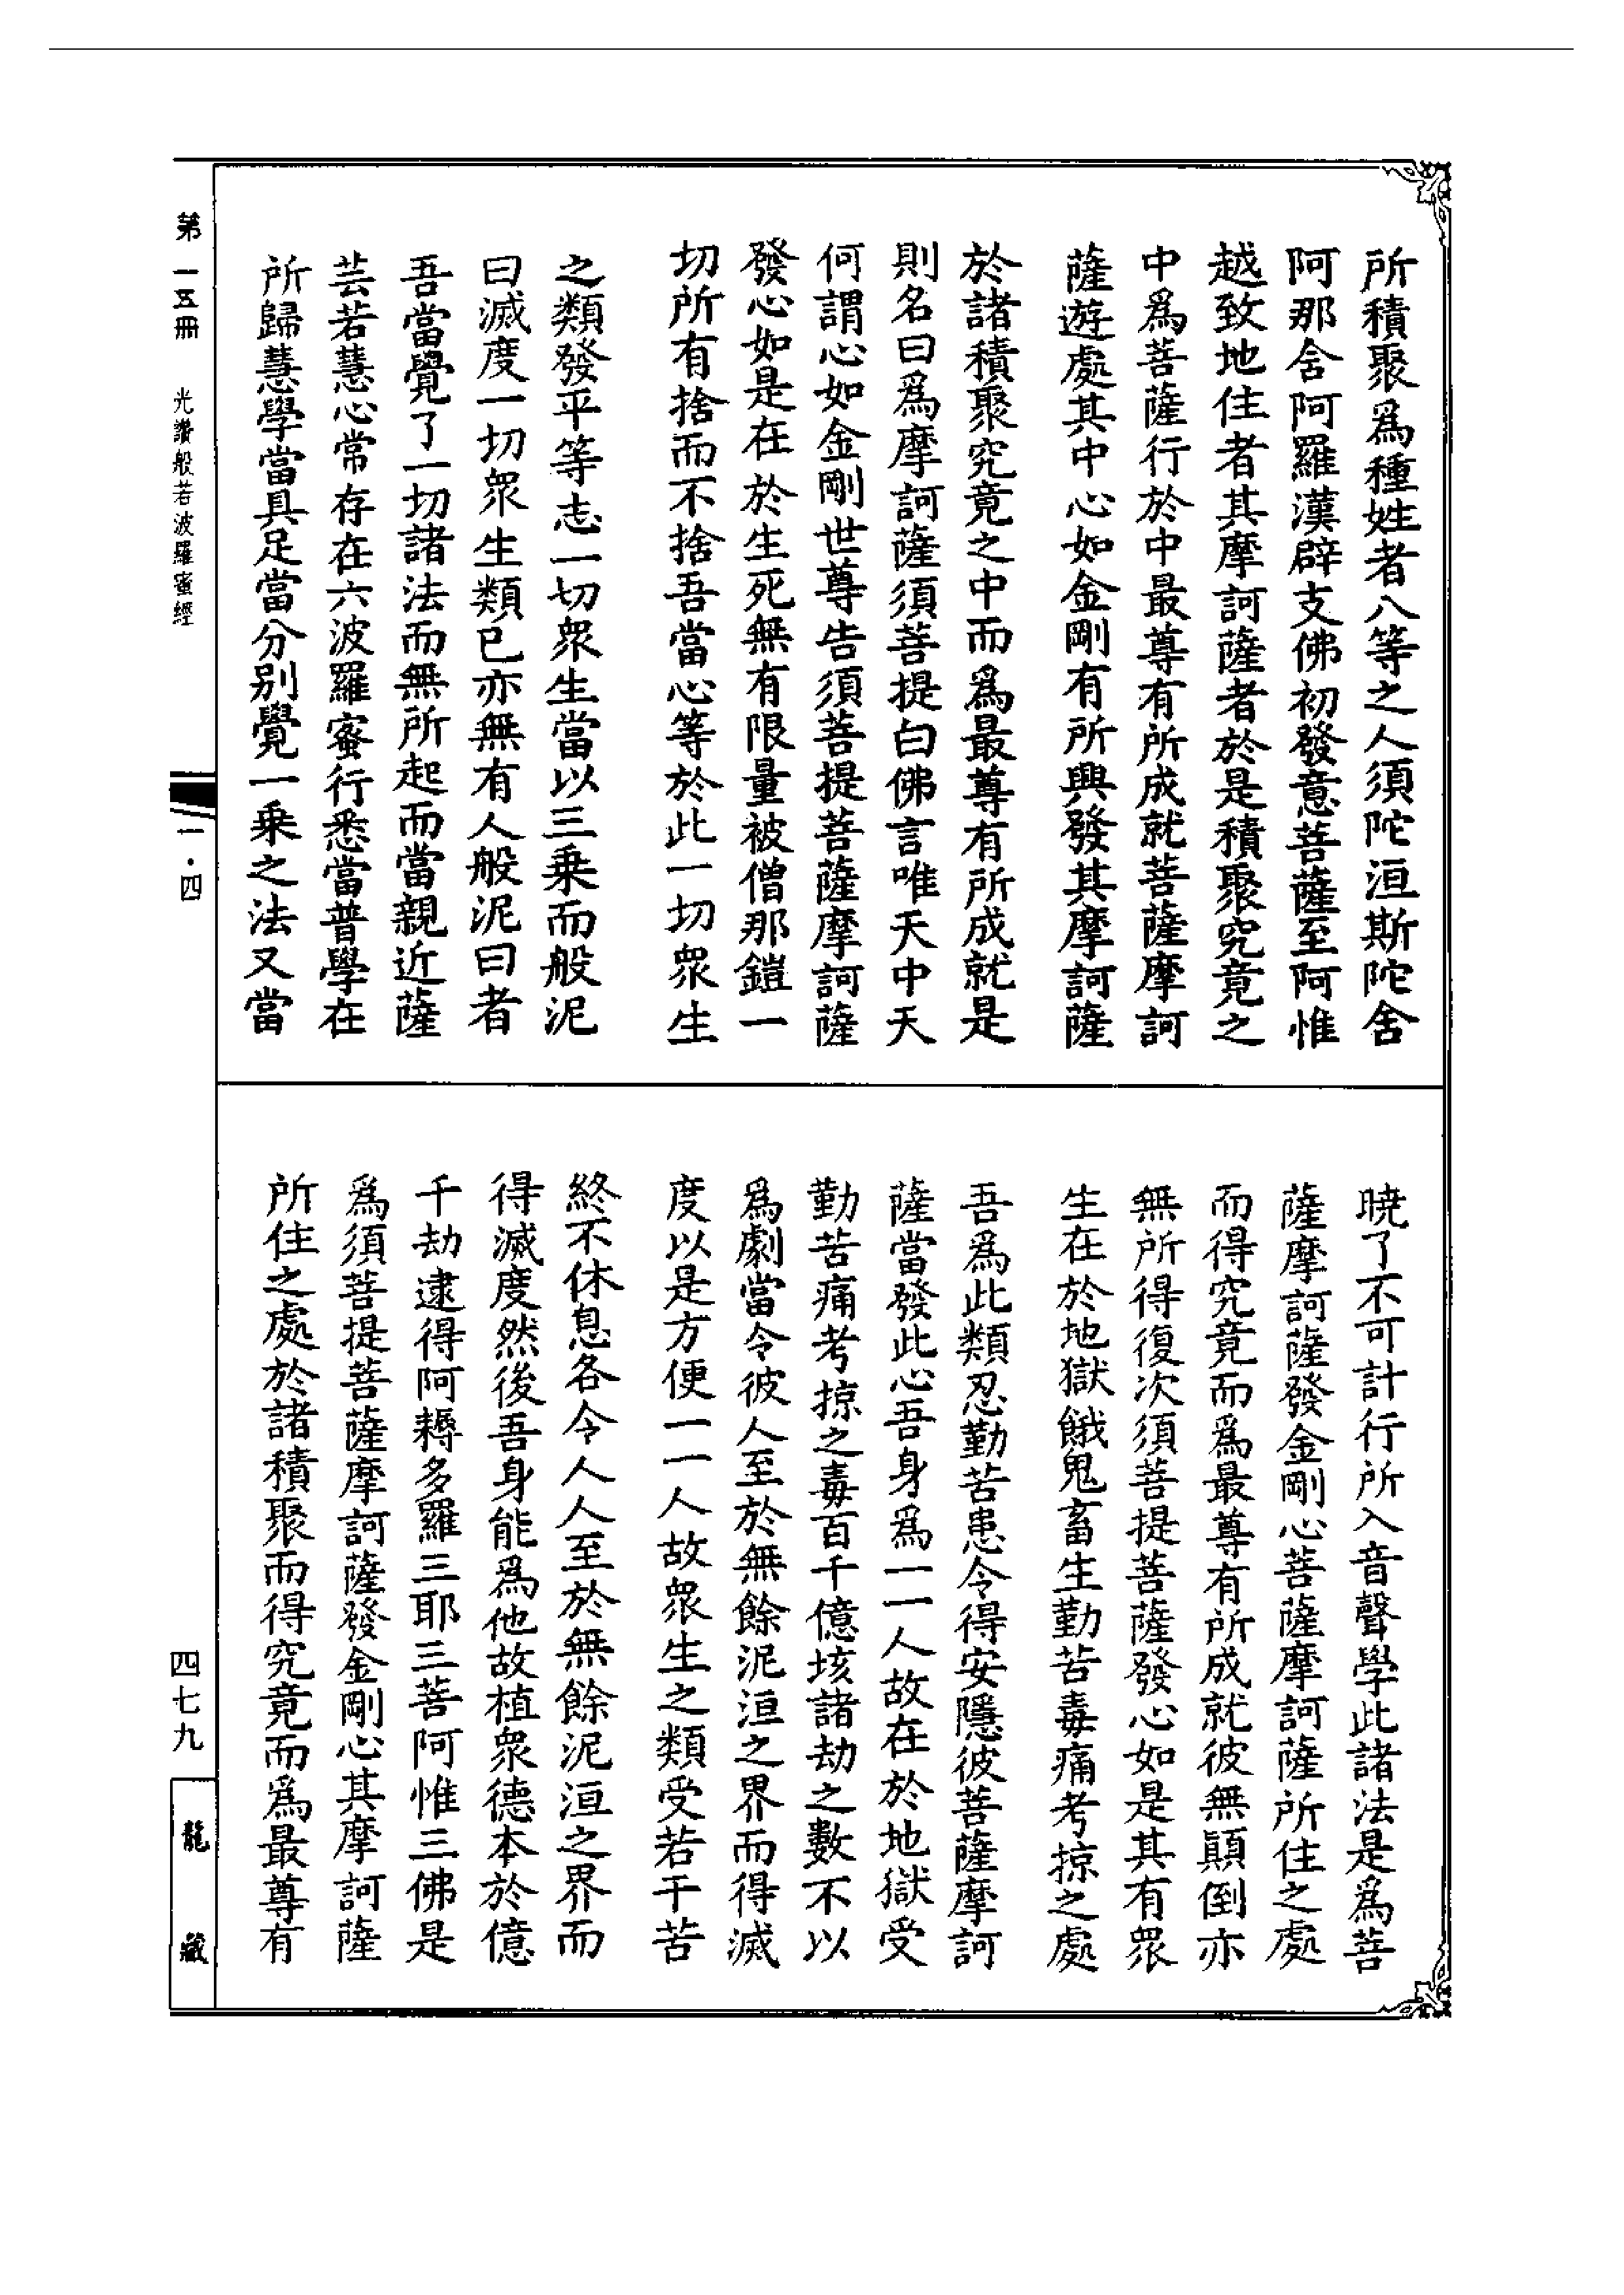 所積聚爲種姓者八等之人須陀洹斯陀含
阿那含阿羅漢辟支佛初發意菩薩至阿惟
越致地住者其摩訶薩者於是積聚究竟之
中爲菩薩行於中最尊有所成就菩薩摩訶
薩遊處其中心如金剛有所興發其摩訶薩
於諸積聚究竟之中而爲最尊有所成就是
則名曰爲摩訶薩須菩提白佛言唯天中天
何謂心如金剛世尊告須菩提菩薩摩訶薩
發心如是在於生死無有限量被僧那鎧一
切所有捨而不捨吾當心等於此一切衆生
之類發平等志一切衆生當以三乗而般泥
曰滅度一切衆生類已亦無有人般泥曰者
吾當覺了一切諸法而無所起而當親近薩
芸若慧心常存在六波羅蜜行悉當普學在
所歸慧學當具足當分别覺一乗之法又當
曉了不可計行所入音聲學此諸法是爲菩
薩摩訶薩發金剛心菩薩摩訶薩所住之處
而得究竟而爲最尊有所成就彼無顛倒亦
無所得復次須菩提菩薩發心如是其有衆
生在於地獄餓鬼畜生勤苦毒痛考掠之處
吾爲此類忍勤苦患令得安隱彼菩薩摩訶
薩當發此心吾身爲一一人故在於地獄受
勤苦痛考掠之毒百千億垓諸劫之數不以
爲劇當令彼人至於無餘泥洹之界而得滅
度以是方便一一人故衆生之類受若干苦
終不休息各令人人至於無餘泥洹之界而
得滅度然後吾身能爲他故植衆德本於億
千劫逮得阿耨多羅三耶三菩阿惟三佛是
爲須菩提菩薩摩訶薩發金剛心其摩訶薩
所住之處於諸積聚而得究竟而爲最尊有
第一五冊 光讚般若波羅蜜經
一·四
四七九
龍藏